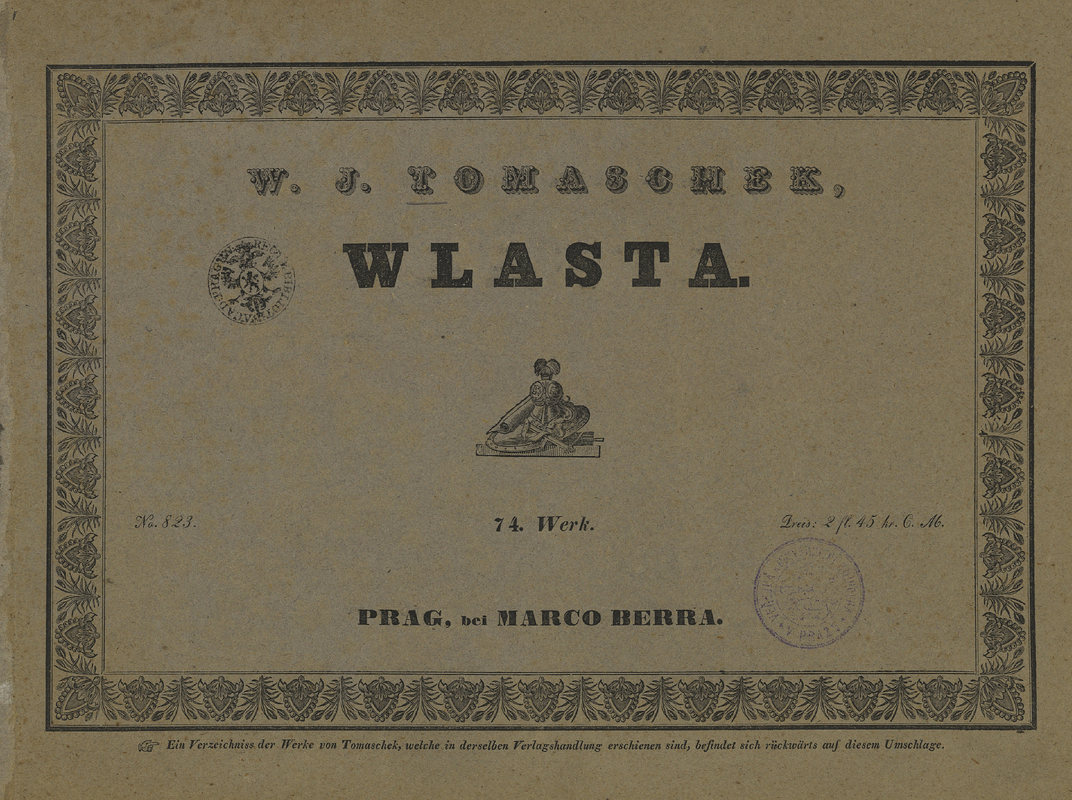 W. J. TOMASCHEK,
WLASTA.
No. 823.
74. Werk.
Preis: 2 fl. 45 kr. C. M.
PRAG, bei MARCO BERRA.
Ein Verzeichniss der Werke von Tomaschek, welche in derselben Verlagshandlung erschienen sind, befindet sich rückwärts auf diesem Umschlage.